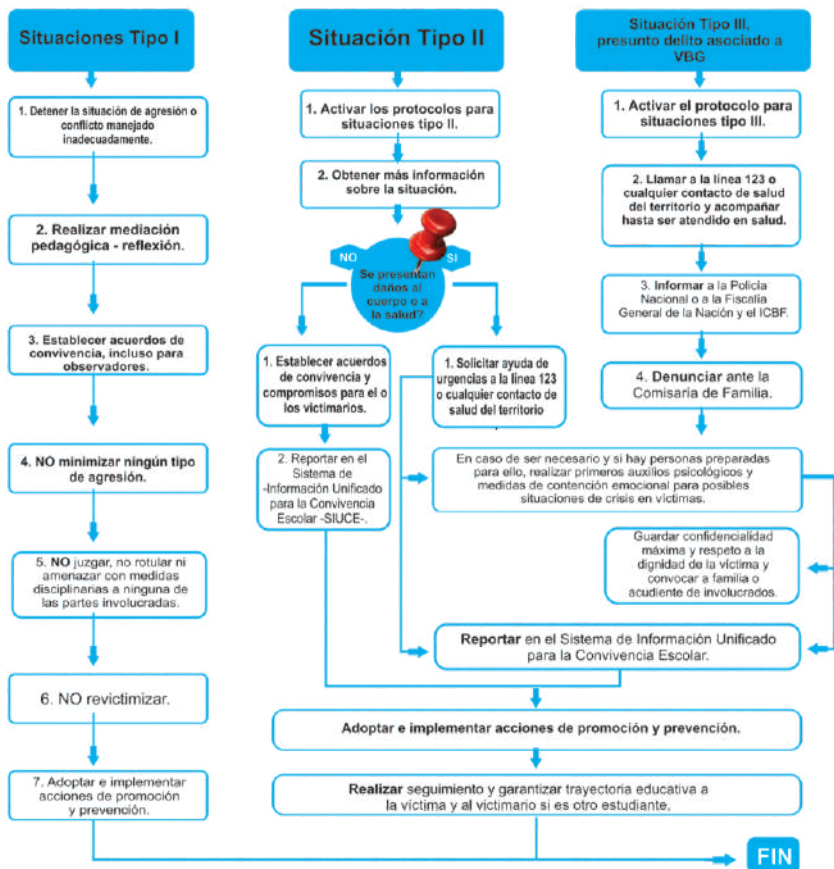 Situaciones Tipo I
1. Detener la situación de agresión o
conflicto manejado
inadecuadamente.
2. Realizar mediación
pedagógica - reflexión.
3. Establecer acuerdos de
convivencia, incluso para
observadores.
4. NO minimizar ningún tipo
de agresión.
5. NO juzgar, no rotular ni
amenazar con medidas
disciplinarias a ninguna de
las partes involucradas.
6. NO revictimizar.
7. Adoptar e implementar
acciones de promoción
y prevención.
Situación Tipo II
1. Activar los protocolos para
situaciones tipo II.
2. Obtener más información
sobre la situación.
NO
SI
Se presentan
daños al
cuerpo o a
la salud?
1. Establecer acuerdos
de convivencia y
compromisos para el o
los victimarios.
2. Reportar en el
Sistema de
-Información Unificado
para la Convivencia
Escolar -SIUCE-.
1. Solicitar ayuda de
urgencias a la línea 123
o cualquier contacto de
salud del territorio
Situación Tipo III,
presunto delito asociado a
VBG
1. Activar el protocolo para
situaciones tipo III.
2. Llamar a la línea 123 o
cualquier contacto de salud
del territorio y acompañar
hasta ser atendido en salud.
3. Informar a la Policía
Nacional o a la Fiscalía
General de la Nación y el ICBF.
4. Denunciar ante la
Comisaría de Familia.
En caso de ser necesario y si hay personas preparadas
para ello, realizar primeros auxilios psicológicos y
medidas de contención emocional para posibles
situaciones de crisis en víctimas.
Guardar confidencialidad
máxima y respeto a la
dignidad de la víctima y
convocar a familia o
acudiente de involucrados.
Reportar en el Sistema de Información Unificado
para la Convivencia Escolar.
Adoptar e implementar acciones de promoción y prevención.
Realizar seguimiento y garantizar trayectoria educativa a
la víctima y al victimario si es otro estudiante.
FIN